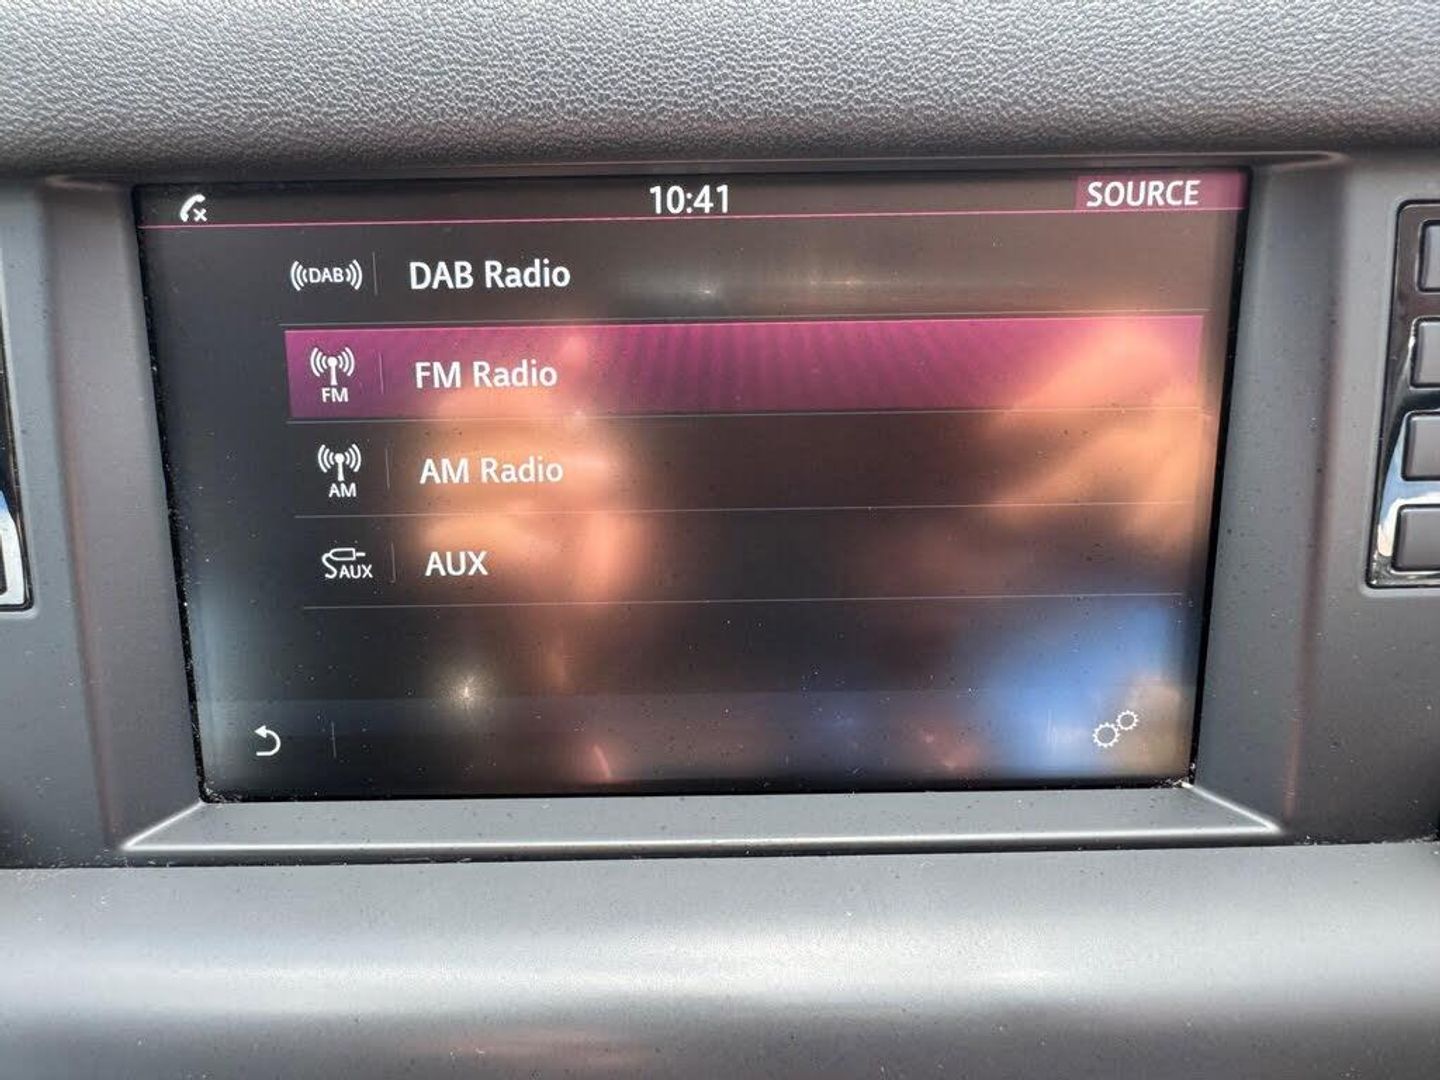 10:41
SOURCE
DAB
DAB Radio
FM
FM Radio
AM
AM Radio
AUX
AUX